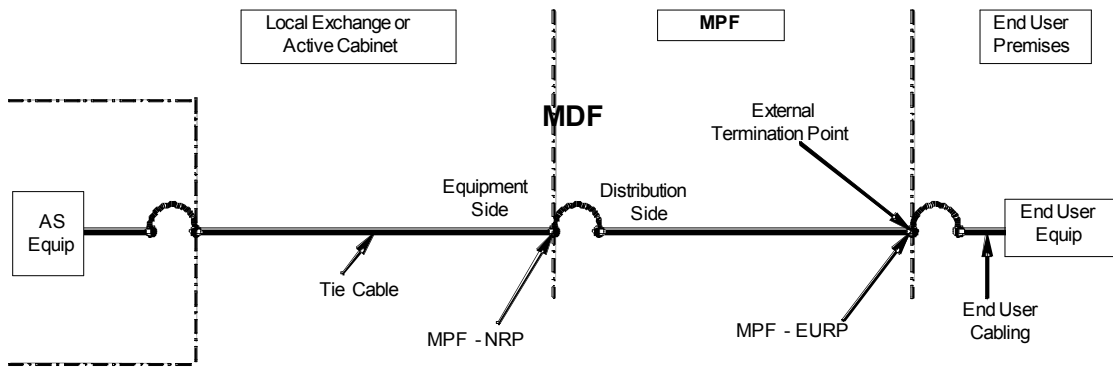 Local Exchange or
Active Cabinet
MPF
End User
Premises
MDF
External
Termination Point
Equipment
Side
Distribution
Side
AS
Equip
End User
Equip
Tie Cable
MPF - NRP
MPF - EURP
End User
Cabling